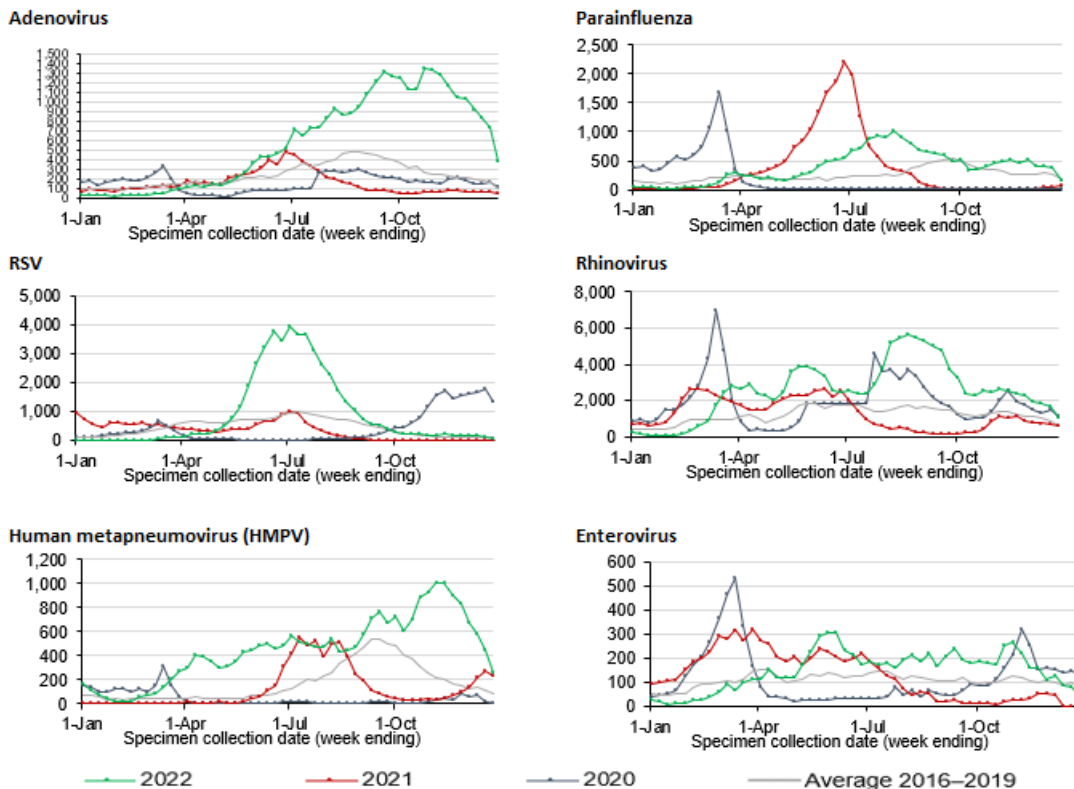 Adenovirus
1,500
1,400
1,300
1,200
1,100
1,000
900
800
700
600
500
400
300
200
100
0
1-Jan 1-Apr 1-Jul 1-Oct
Specimen collection date (week ending)
Parainfluenza
2,500
2,000
1,500
1,000
500
0
1-Jan 1-Apr 1-Jul 1-Oct
Specimen collection date (week ending)
RSV
5,000
4,000
3,000
2,000
1,000
0
1-Jan 1-Apr 1-Jul 1-Oct
Specimen collection date (week ending)
Rhinovirus
8,000
6,000
4,000
2,000
0
1-Jan 1-Apr 1-Jul 1-Oct
Specimen collection date (week ending)
Human metapneumovirus (HMPV)
1,200
1,000
800
600
400
200
0
1-Jan 1-Apr 1-Jul 1-Oct
Specimen collection date (week ending)
Enterovirus
600
500
400
300
200
100
0
1-Jan 1-Apr 1-Jul 1-Oct
Specimen collection date (week ending)
2022 2021 2020 Average 2016–2019